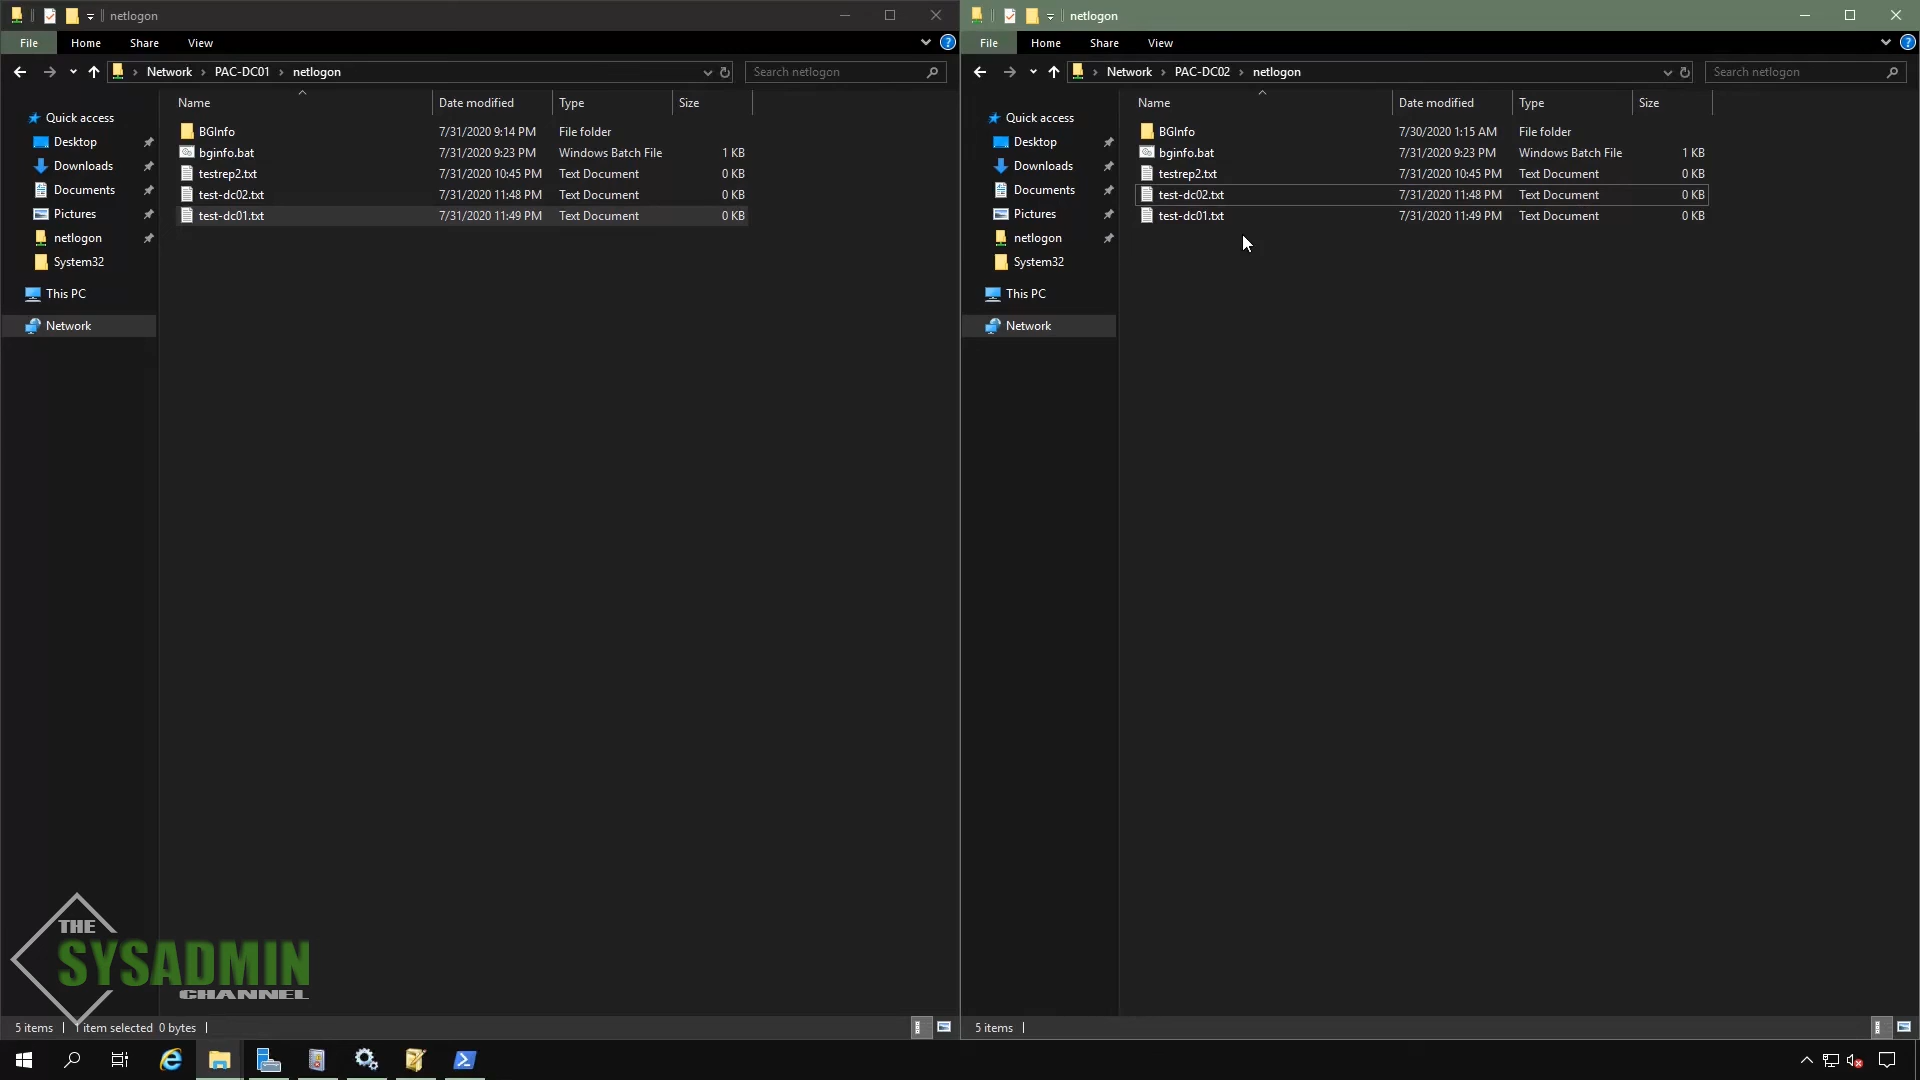 netlogon
File Home Share View
Network PAC-DC01 netlogon
Search netlogon
Name Date modified Type Size
Quick access
Desktop
Downloads
Documents
Pictures
netlogon
System32
This PC
Network
BGInfo 7/31/2020 9:14 PM File folder
bginfo.bat 7/31/2020 9:23 PM Windows Batch File 1 KB
testrep2.txt 7/31/2020 10:45 PM Text Document 0 KB
test-dc02.txt 7/31/2020 11:48 PM Text Document 0 KB
test-dc01.txt 7/31/2020 11:49 PM Text Document 0 KB
THE
SYSADMIN
CHANNEL
5 items 1 item selected 0 bytes
netlogon
File Home Share View
Network PAC-DC02 netlogon
Search netlogon
Name Date modified Type Size
Quick access
Desktop
Downloads
Documents
Pictures
netlogon
System32
This PC
Network
BGInfo 7/30/2020 1:15 AM File folder
bginfo.bat 7/31/2020 9:23 PM Windows Batch File 1 KB
testrep2.txt 7/31/2020 10:45 PM Text Document 0 KB
test-dc02.txt 7/31/2020 11:48 PM Text Document 0 KB
test-dc01.txt 7/31/2020 11:49 PM Text Document 0 KB
5 items